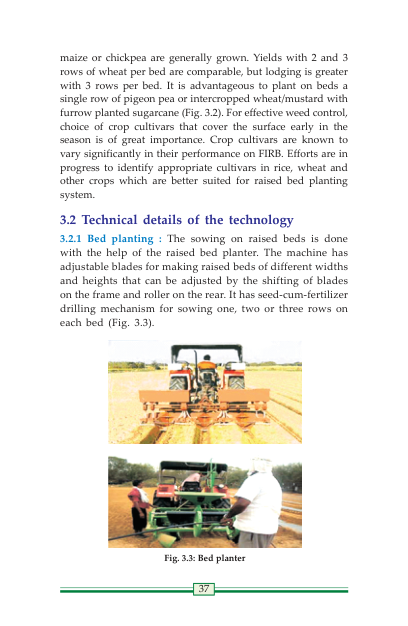 maize or chickpea are generally grown. Yields with 2 and 3
rows of wheat per bed are comparable, but lodging is greater
with 3 rows per bed. It is advantageous to plant on beds a
single row of pigeon pea or intercropped wheat/mustard with
furrow planted sugarcane (Fig. 3.2). For effective weed control,
choice of crop cultivars that cover the surface early in the
season is of great importance. Crop cultivars are known to
vary significantly in their performance on FIRB. Efforts are in
progress to identify appropriate cultivars in rice, wheat and
other crops which are better suited for raised bed planting
system.
3.2 Technical details of the technology
3.2.1 Bed planting : The sowing on raised beds is done
with the help of the raised bed planter. The machine has
adjustable blades for making raised beds of different widths
and heights that can be adjusted by the shifting of blades
on the frame and roller on the rear. It has seed-cum-fertilizer
drilling mechanism for sowing one, two or three rows on
each bed (Fig. 3.3).
Fig. 3.3: Bed planter
37